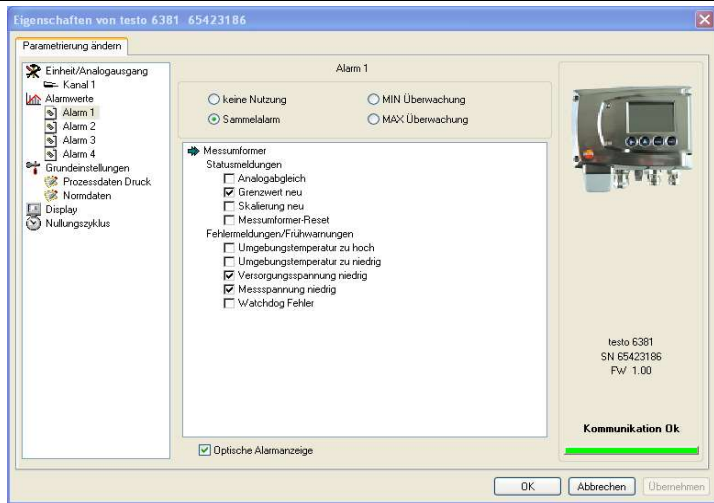 Eigenschaften von testo 6381 65423186
Parametrierung ändern
Einheit/Analogausgang
Kanal 1
Alarmwerte
Alarm 1
Alarm 2
Alarm 3
Alarm 4
Grundeinstellungen
Prozessdaten Druck
Normdaten
Display
Nullungszyklus
Alarm 1
keine Nutzung
MIN Überwachung
Sammelalarm
MAX Überwachung
Messumformer
Statusmeldungen
Analogabgleich
Grenzwert neu
Skalierung neu
Messumformer-Reset
Fehlermeldungen/Frühwarnungen
Umgebungstemperatur zu hoch
Umgebungstemperatur zu niedrig
Versorgungsspannung niedrig
Messspannung niedrig
Watchdog Fehler
Optische Alarmanzeige
testo 6381
SN 65423186
FW 1.00
Kommunikation Ok
OK
Abbrechen
Übernehmen